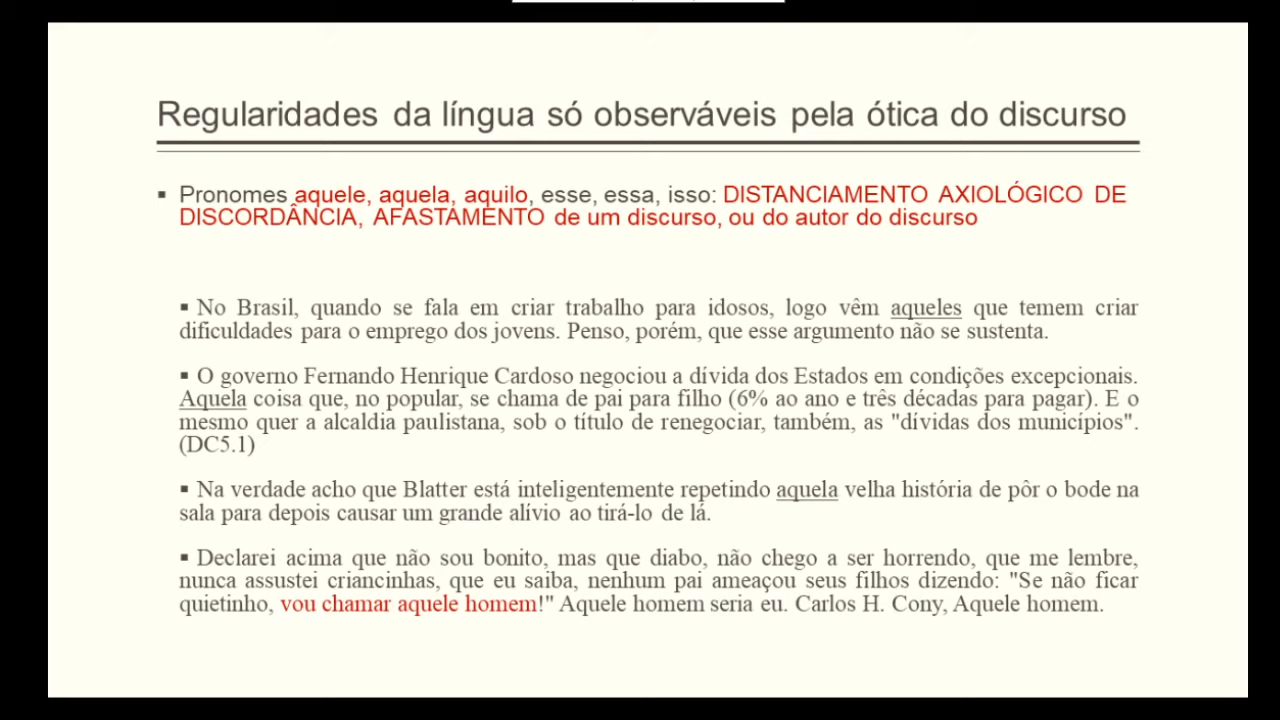 Regularidades da língua só observáveis pela ótica do discurso
▪ Pronomes aquele, aquela, aquilo, esse, essa, isso: DISTANCIAMENTO AXIOLÓGICO DE
DISCORDÂNCIA, AFASTAMENTO de um discurso, ou do autor do discurso
▪ No Brasil, quando se fala em criar trabalho para idosos, logo vêm aqueles que temem criar
dificuldades para o emprego dos jovens. Penso, porém, que esse argumento não se sustenta.
▪ O governo Fernando Henrique Cardoso negociou a dívida dos Estados em condições excepcionais.
Aquela coisa que, no popular, se chama de pai para filho (6% ao ano e três décadas para pagar). E o
mesmo quer a alcaldia paulistana, sob o título de renegociar, também, as "dívidas dos municípios".
(DC5.1)
▪ Na verdade acho que Blatter está inteligentemente repetindo aquela velha história de pôr o bode na
sala para depois causar um grande alívio ao tirá-lo de lá.
▪ Declarei acima que não sou bonito, mas que diabo, não chego a ser horrendo, que me lembre,
nunca assustei criancinhas, que eu saiba, nenhum pai ameaçou seus filhos dizendo: "Se não ficar
quietinho, vou chamar aquele homem!" Aquele homem seria eu. Carlos H. Cony, Aquele homem.